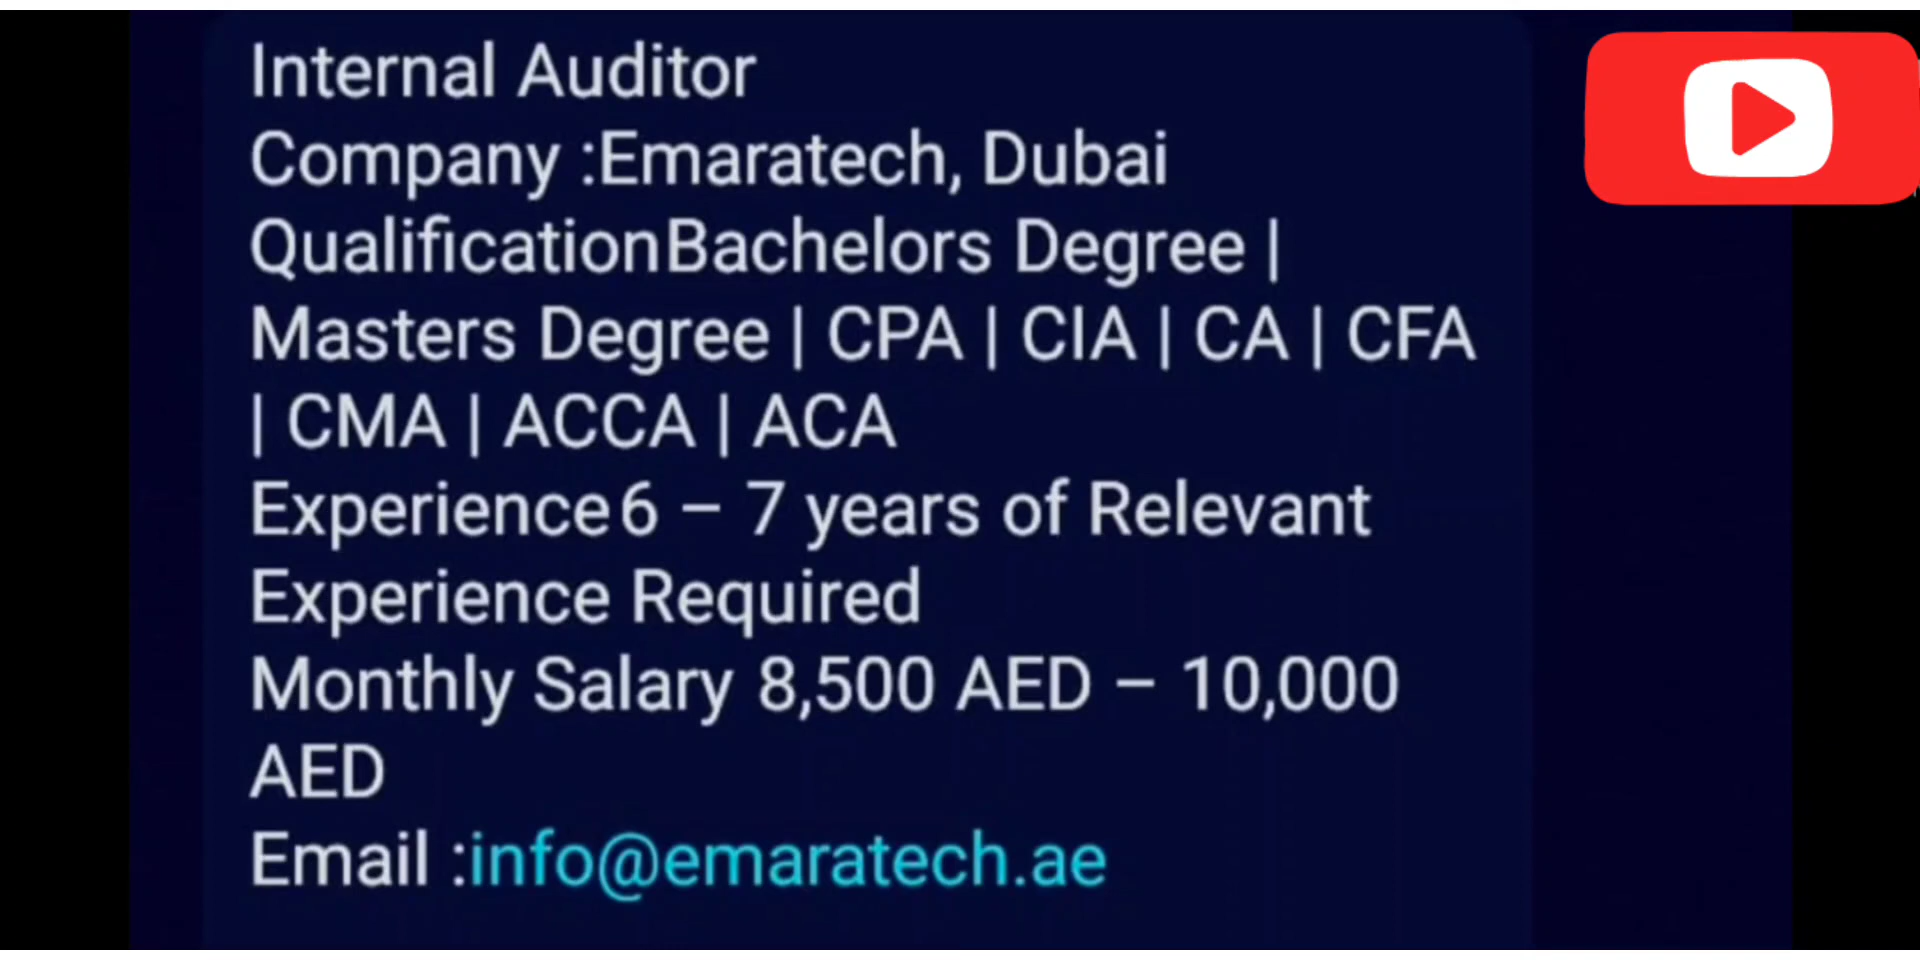 Internal Auditor
Company :Emaratech, Dubai
QualificationBachelors Degree |
Masters Degree | CPA | CIA | CA | CFA
| CMA | ACCA | ACA
Experience6 – 7 years of Relevant
Experience Required
Monthly Salary 8,500 AED – 10,000
AED
Email :info@emaratech.ae